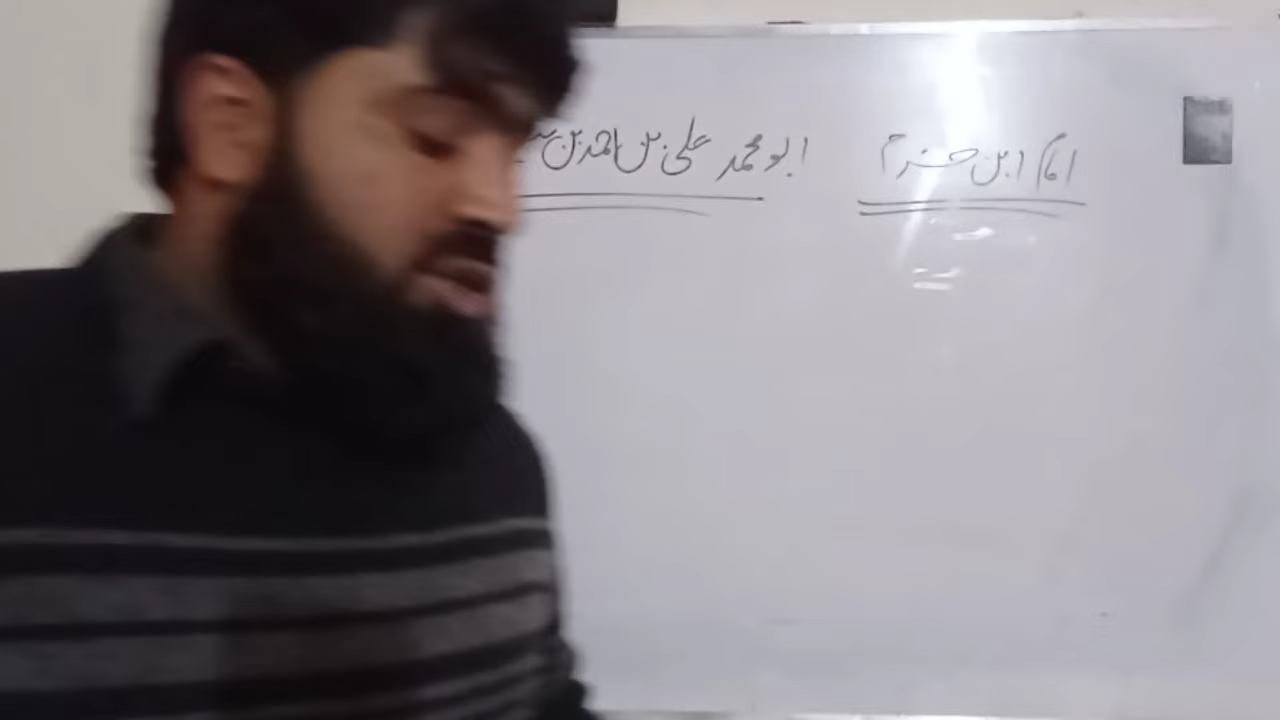 امام ابن حزم
ابو محمد علی بن احمد بن